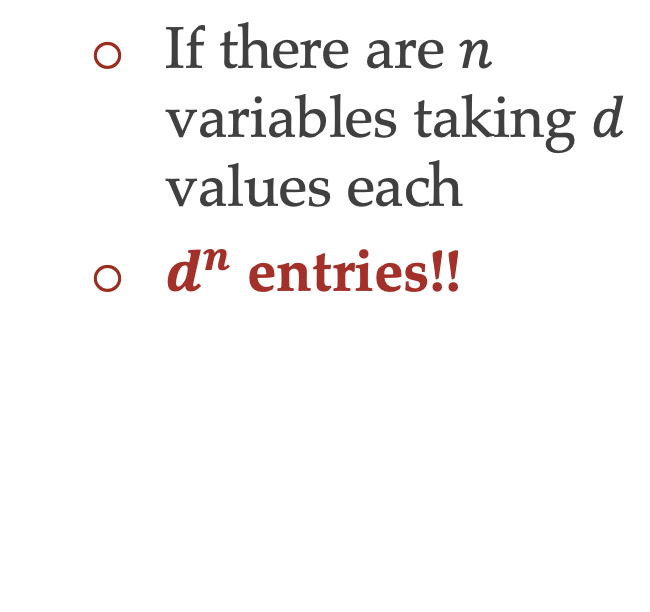 ○ If there are n
variables taking d
values each
○ dⁿ entries!!